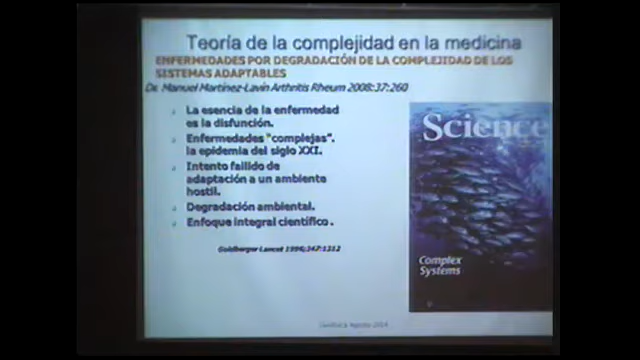 Teoría de la complejidad en la medicina
ENFERMEDADES POR DEGRADACIÓN DE LA COMPLEJIDAD DE LOS
SISTEMAS ADAPTABLES
Dr. Manuel Martínez-Lavín Arthritis Rheum 2008:37:260
La esencia de la enfermedad
es la disfunción.
Enfermedades "complejas".
la epidemia del siglo XXI.
Intento fallido de
adaptación a un ambiente
hostil.
Degradación ambiental.
Enfoque integral científico .
Goldberger Lancet 1996;347:1312
Science
Complex
Systems
Agosto 2014